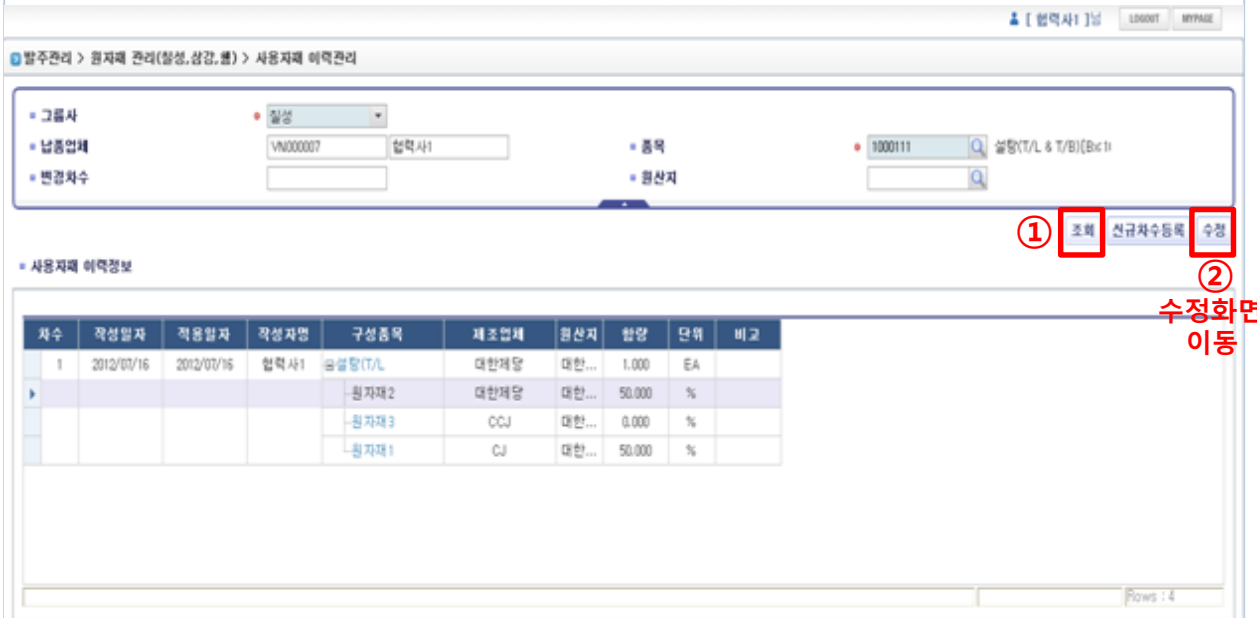 [ 협력사1 ]님 LOGOUT MYPAGE
발주관리 > 원자재 관리(칠성,삼강,웰) > 사용자재 이력관리
그룹사 칠성
납품업체 VN000007 협력사1 품목 1000111 설탕(T/L & T/B)(Bx≤1(
변경차수 원산지
① 조회 신규차수등록 수정
②
사용자재 이력정보
수정화면
이동
차수 작성일자 적용일자 작성자명 구성품목 제조업체 원산지 함량 단위 비고
1 2012/07/16 2012/07/16 협력사1 설탕(T/L 대한제당 대한... 1.000 EA
원자재2 대한제당 대한... 50.000 %
원자재3 CCJ 대한... 0.000 %
원자재1 CJ 대한... 50.000 %
Rows : 4